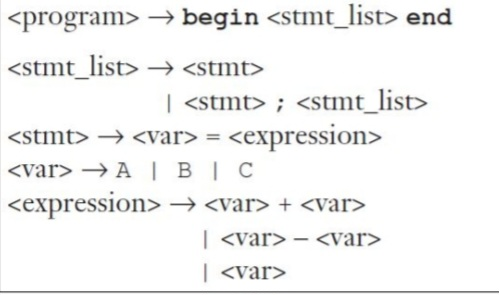 <program> → begin <stmt_list> end
<stmt_list> → <stmt>
| <stmt> ; <stmt_list>
<stmt> → <var> = <expression>
<var> → A | B | C
<expression> → <var> + <var>
| <var> – <var>
| <var>